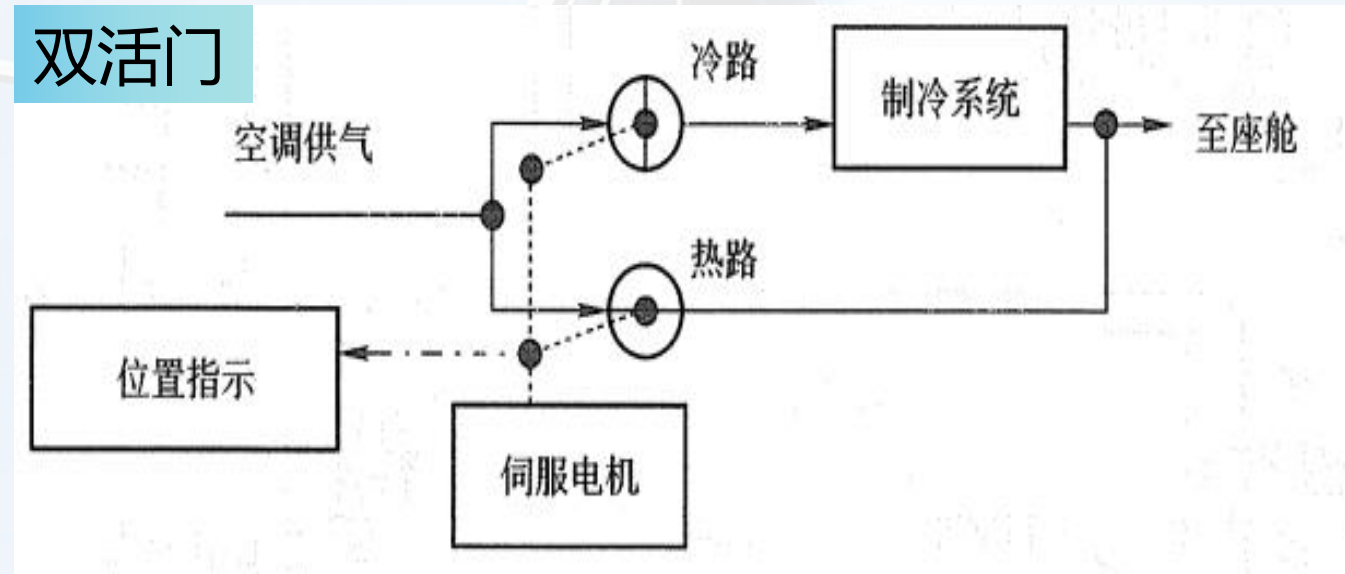 双活门
冷路
制冷系统
空调供气
至座舱
热路
位置指示
伺服电机